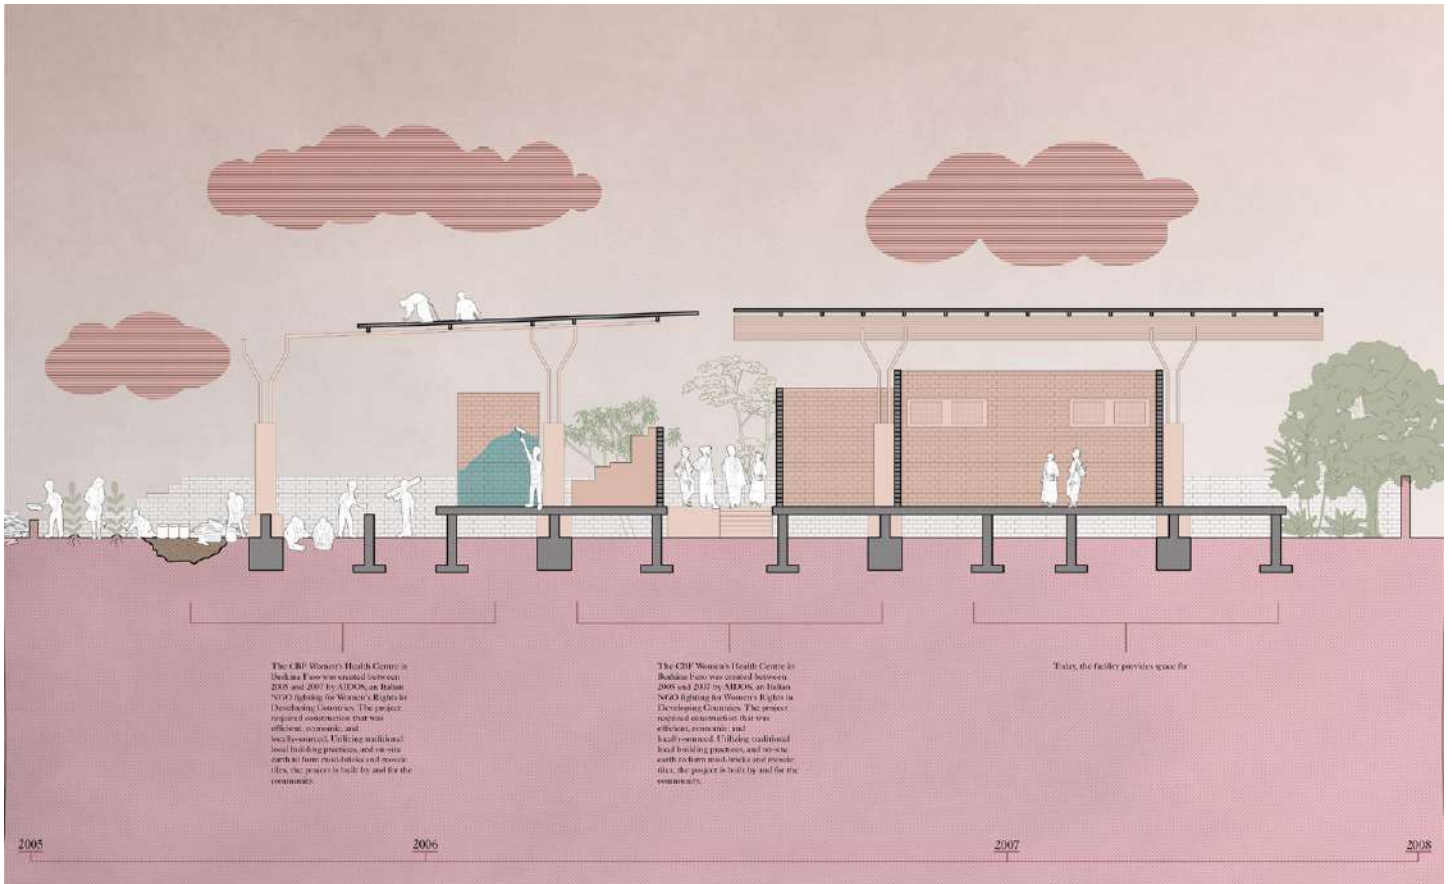 The CBF Women's Health Centre in
Burkina Faso was created between
2005 and 2007 by AIDOS, an Italian
NGO fighting for Women's Rights in
Developing Countries. The project
required construction that was
efficient, economic, and
locally-sourced. Utilizing traditional
local building practices, and on-site
earth to form mud-bricks and mosaic
tiles, the project is built by and for the
community.
The CBF Women's Health Centre in
Burkina Faso was created between
2005 and 2007 by AIDOS, an Italian
NGO fighting for Women's Rights in
Developing Countries. The project
required construction that was
efficient, economic, and
locally-sourced. Utilizing traditional
local building practices, and on-site
earth to form mud-bricks and mosaic
tiles, the project is built by and for the
community.
Today, the facility provides space for
2005
2006
2007
2008